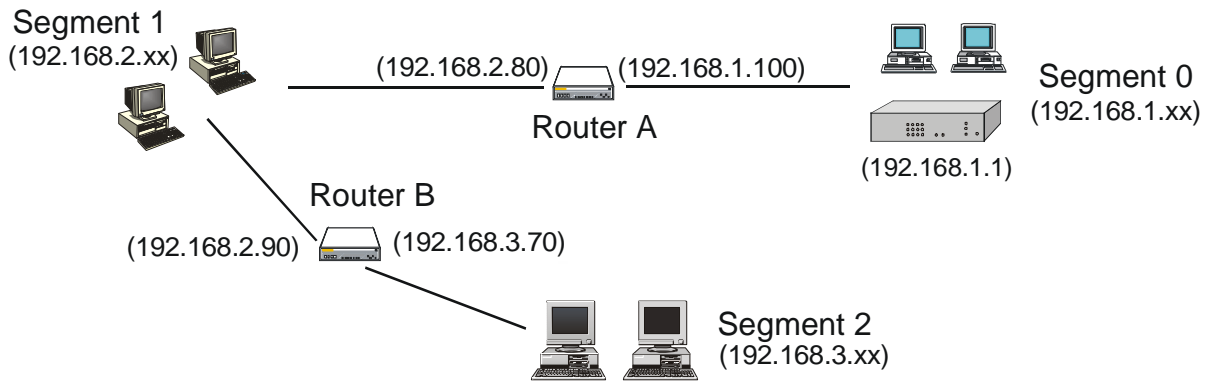 Segment 1
(192.168.2.xx)
(192.168.2.80)
(192.168.1.100)
Router A
Segment 0
(192.168.1.xx)
(192.168.1.1)
Router B
(192.168.2.90)
(192.168.3.70)
Segment 2
(192.168.3.xx)